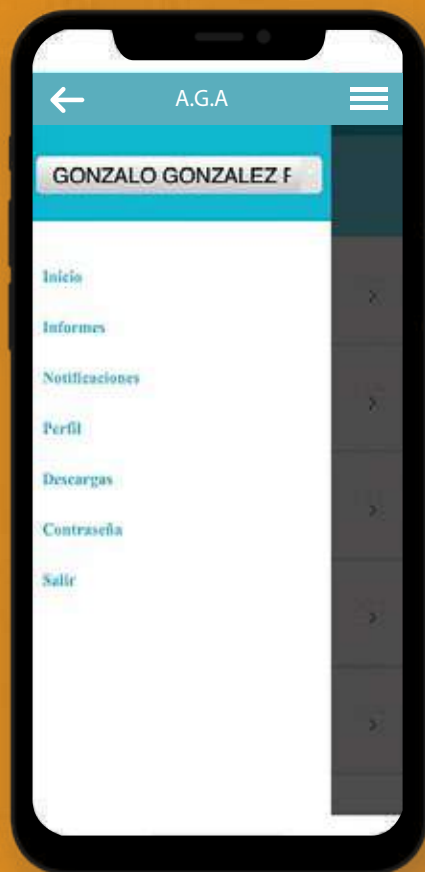 A.G.A
GONZALO GONZALEZ
Inicio
Informes
Notificaciones
Perfil
Descargas
Contraseña
Salir